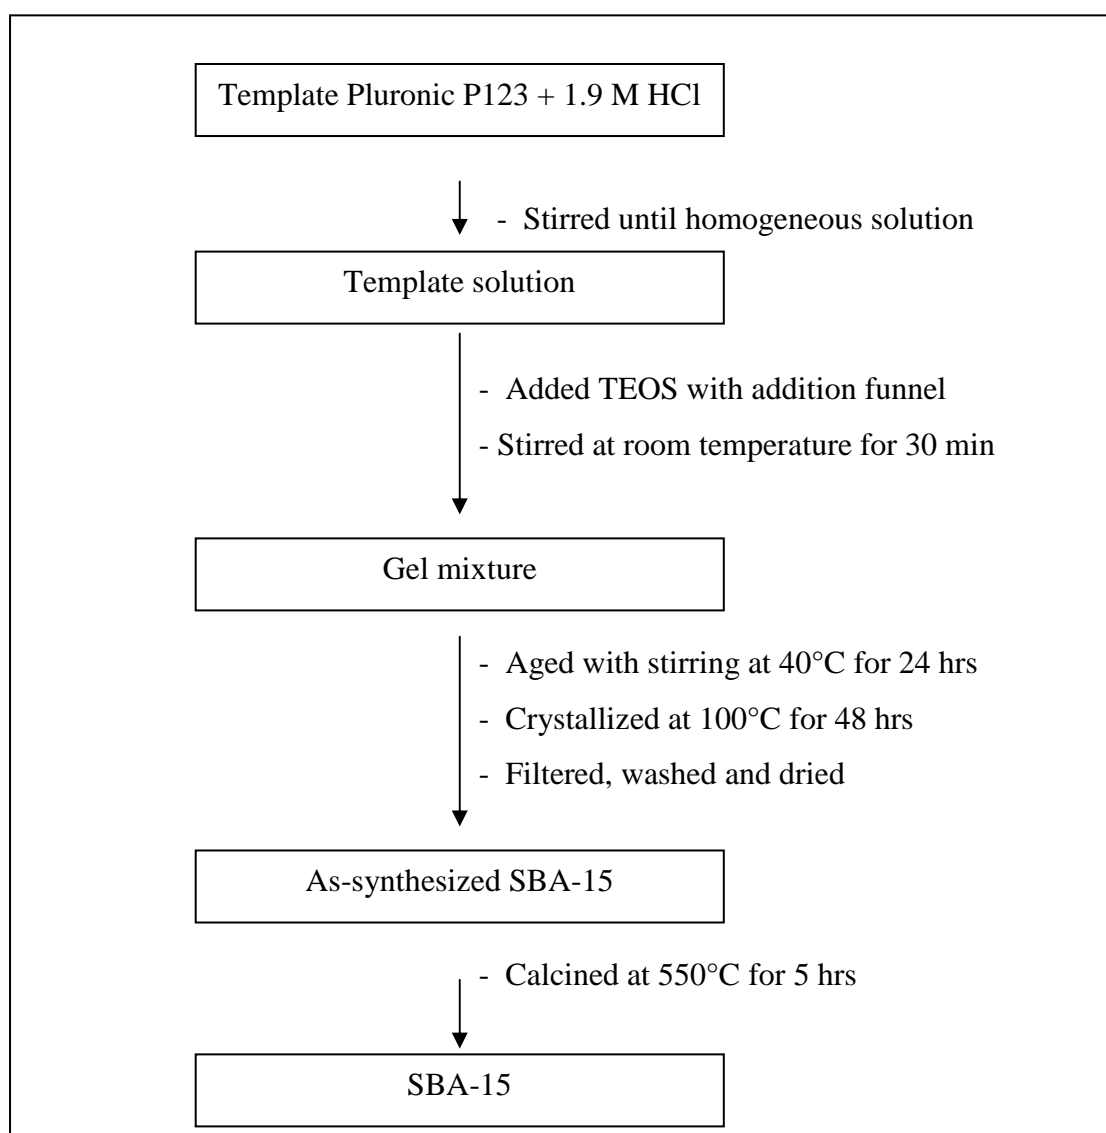 Template Pluronic P123 + 1.9 M HCl
- Stirred until homogeneous solution
Template solution
- Added TEOS with addition funnel
- Stirred at room temperature for 30 min
Gel mixture
- Aged with stirring at 40°C for 24 hrs
- Crystallized at 100°C for 48 hrs
- Filtered, washed and dried
As-synthesized SBA-15
- Calcined at 550°C for 5 hrs
SBA-15